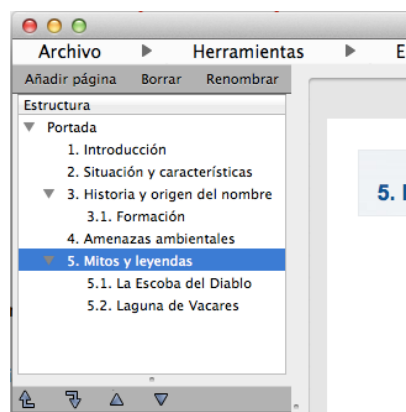 Archivo Herramientas E
Añadir página Borrar Renombrar
Estructura
Portada
1. Introducción
2. Situación y características
3. Historia y origen del nombre
3.1. Formación
4. Amenazas ambientales
5. Mitos y leyendas
5.1. La Escoba del Diablo
5.2. Laguna de Vacares
5.